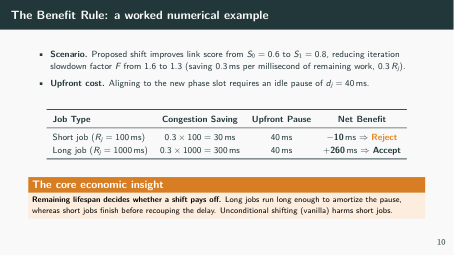 The Benefit Rule: a worked numerical example
• Scenario. Proposed shift improves link score from S₀ = 0.6 to S₁ = 0.8, reducing iteration
slowdown factor F from 1.6 to 1.3 (saving 0.3 ms per millisecond of remaining work, 0.3 Rⱼ).
• Upfront cost. Aligning to the new phase slot requires an idle pause of dⱼ = 40 ms.
Job Type Congestion Saving Upfront Pause Net Benefit
Short job (Rⱼ = 100 ms) 0.3 × 100 = 30 ms 40 ms −10 ms ⇒ Reject
Long job (Rⱼ = 1000 ms) 0.3 × 1000 = 300 ms 40 ms +260 ms ⇒ Accept
The core economic insight
Remaining lifespan decides whether a shift pays off. Long jobs run long enough to amortize the pause,
whereas short jobs finish before recouping the delay. Unconditional shifting (vanilla) harms short jobs.
10